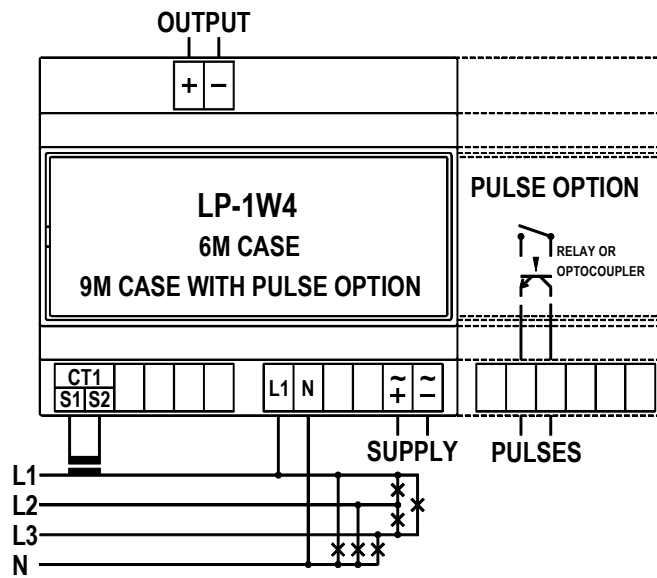 OUTPUT
+ −
LP-1W4
6M CASE
9M CASE WITH PULSE OPTION
PULSE OPTION
RELAY OR
OPTOCOUPLER
CT1
S1 S2
L1 N ~ ~
+ −
SUPPLY
PULSES
L1
L2
L3
N